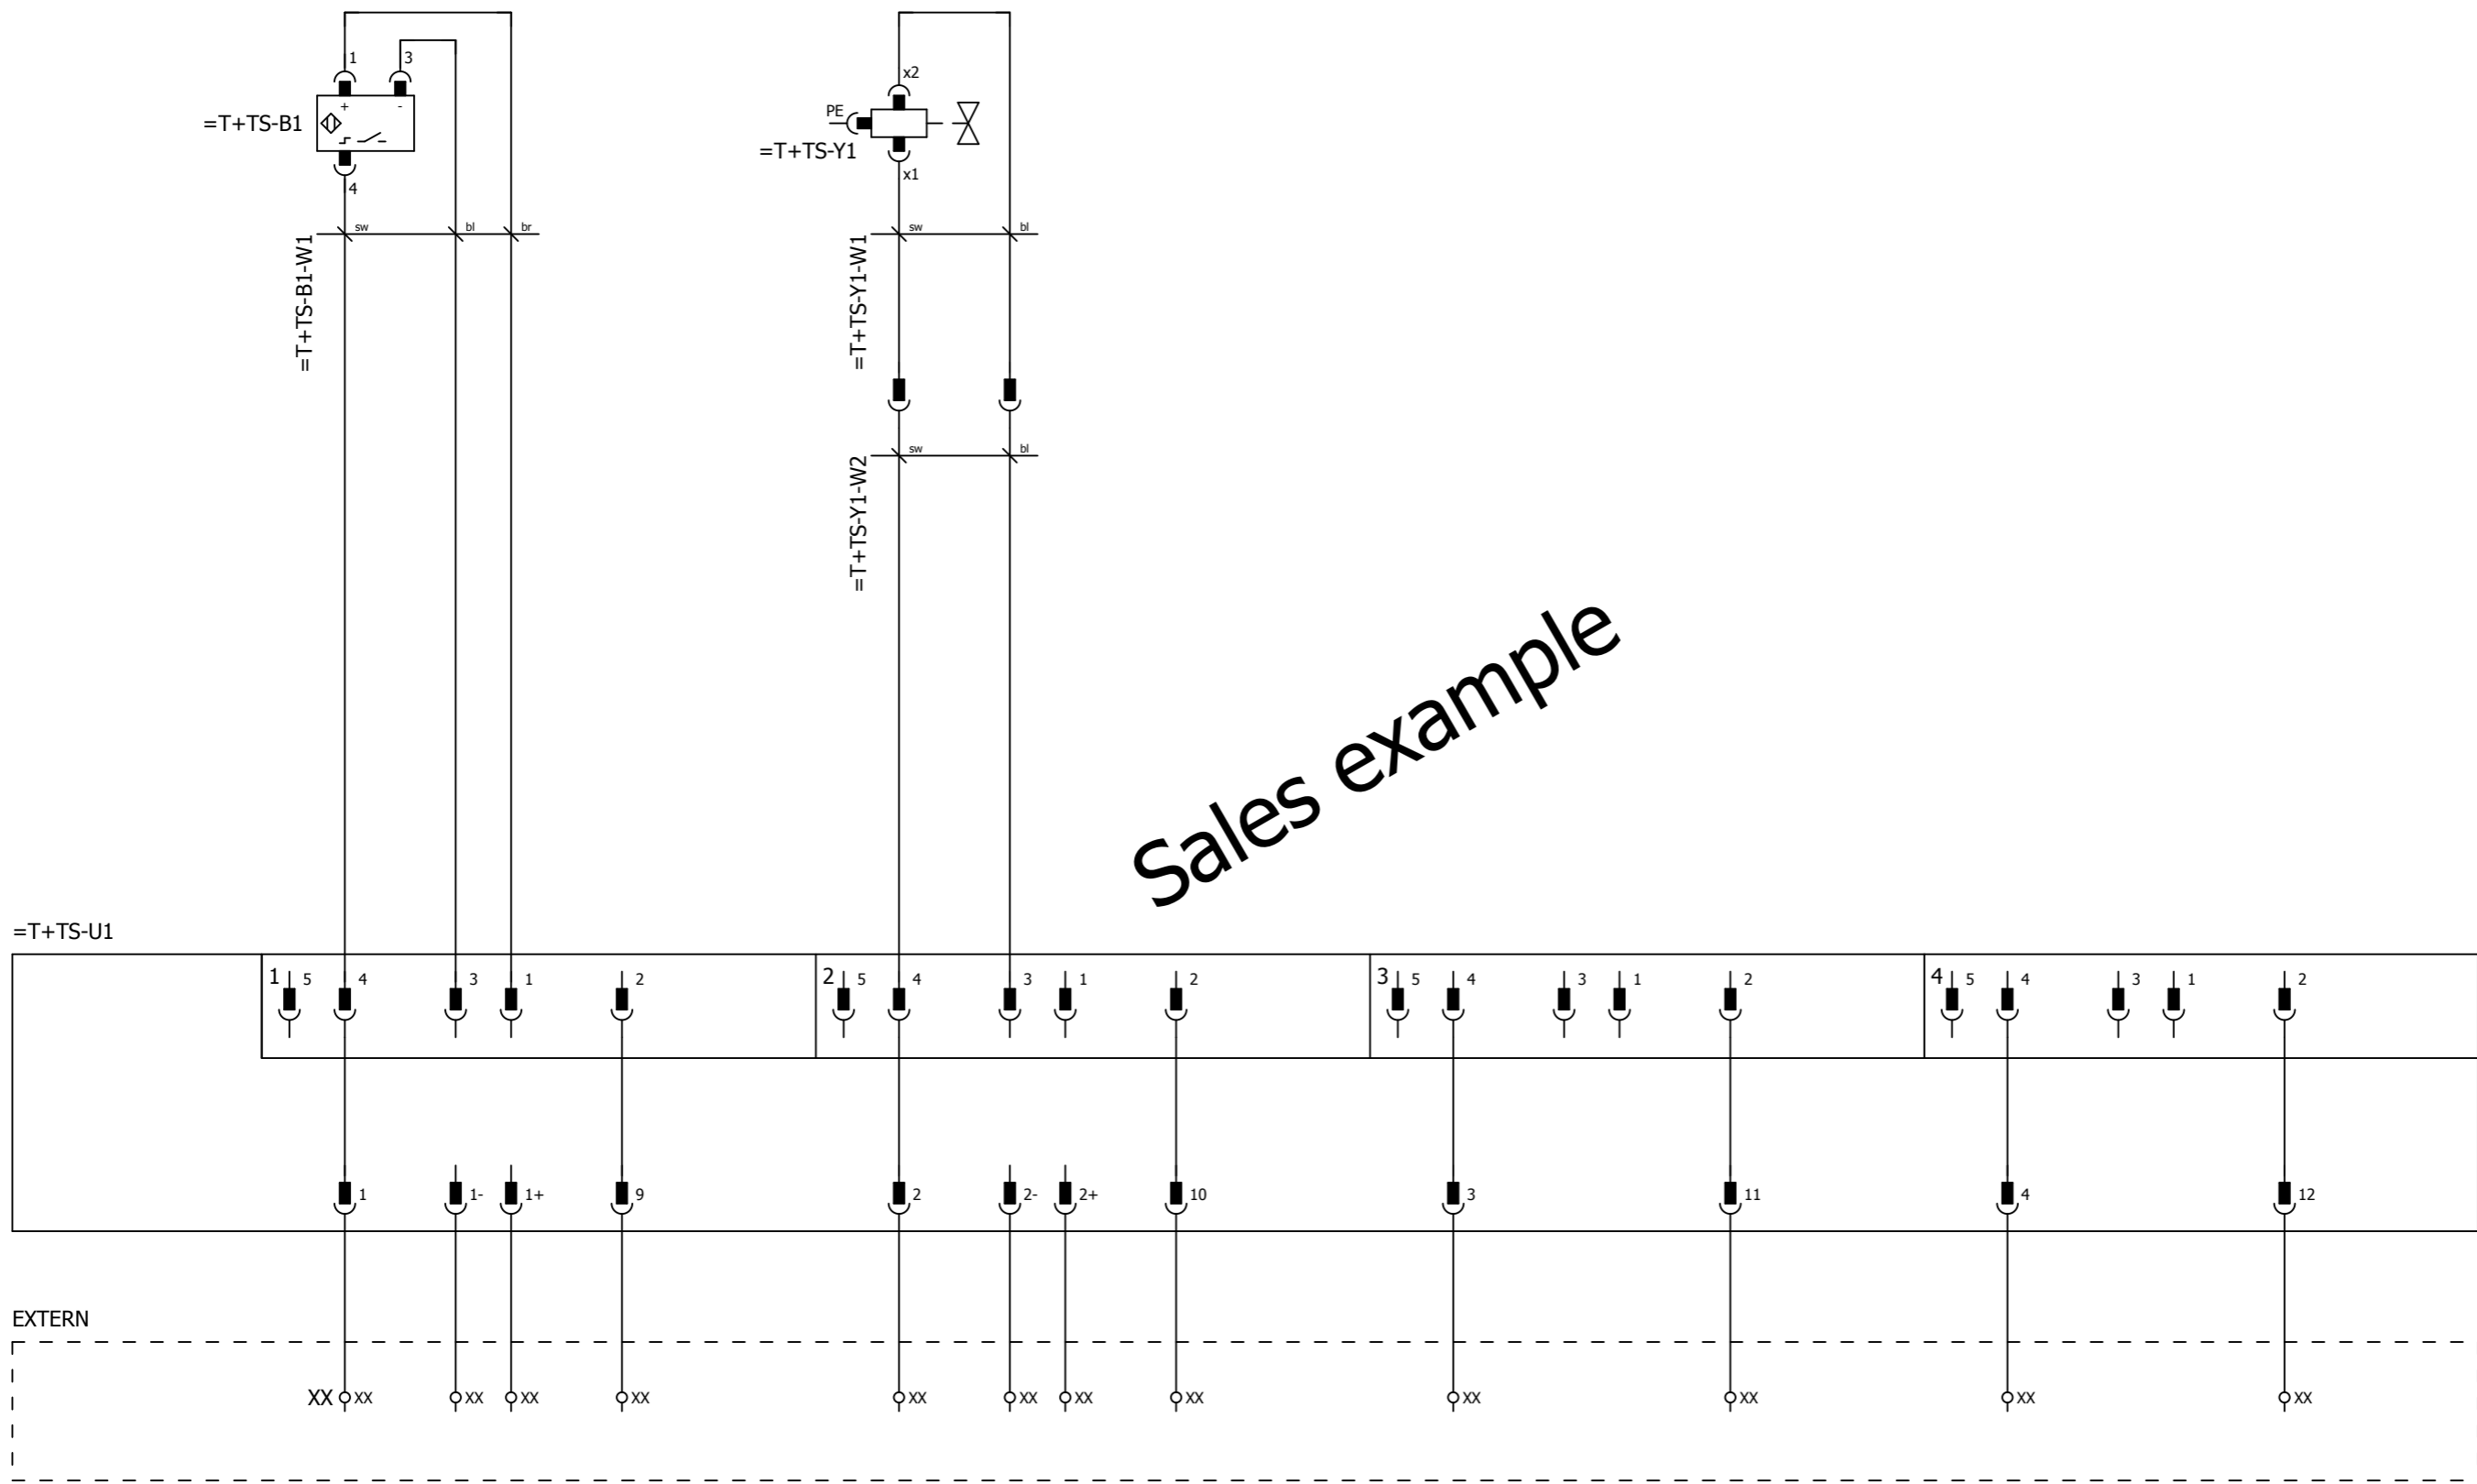 1 3
x2
+ -
PE
=T+TS-B1
=T+TS-Y1
x1
4
sw bl br
sw bl
=T+TS-B1-W1
=T+TS-Y1-W1
sw bl
=T+TS-Y1-W2
Sales example
=T+TS-U1
1 5 4 3 1 2
2 5 4 3 1 2
3 5 4 3 1 2
4 5 4 3 1 2
1 1- 1+ 9 2 2- 2+ 10 3 11 4 12
EXTERN
XX XX XX XX XX XX XX XX XX XX XX XX XX